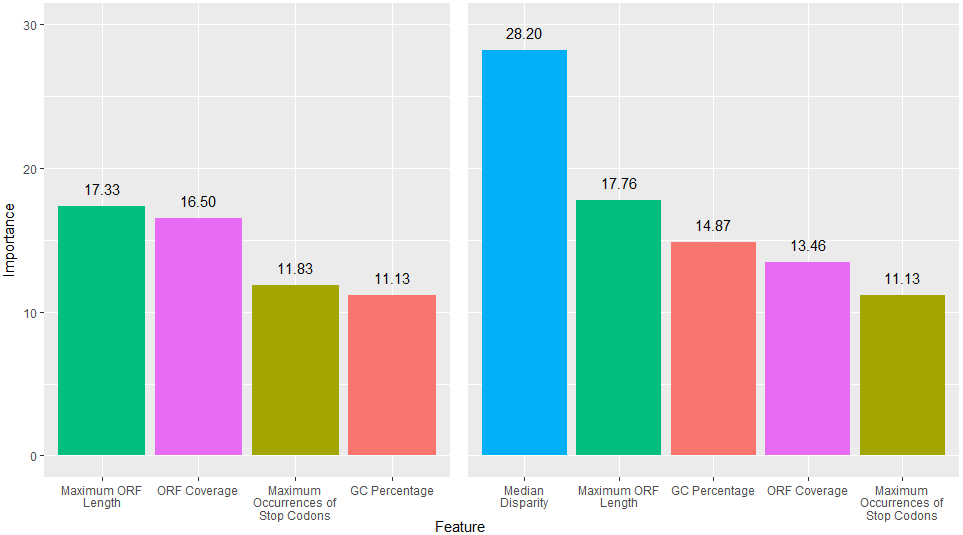 30
20
10
0
Importance
17.33
16.50
11.83
11.13
28.20
17.76
14.87
13.46
11.13
Maximum ORF
Length
ORF Coverage
Maximum
Occurrences of
Stop Codons
GC Percentage
Median
Disparity
Maximum ORF
Length
GC Percentage
ORF Coverage
Maximum
Occurrences of
Stop Codons
Feature